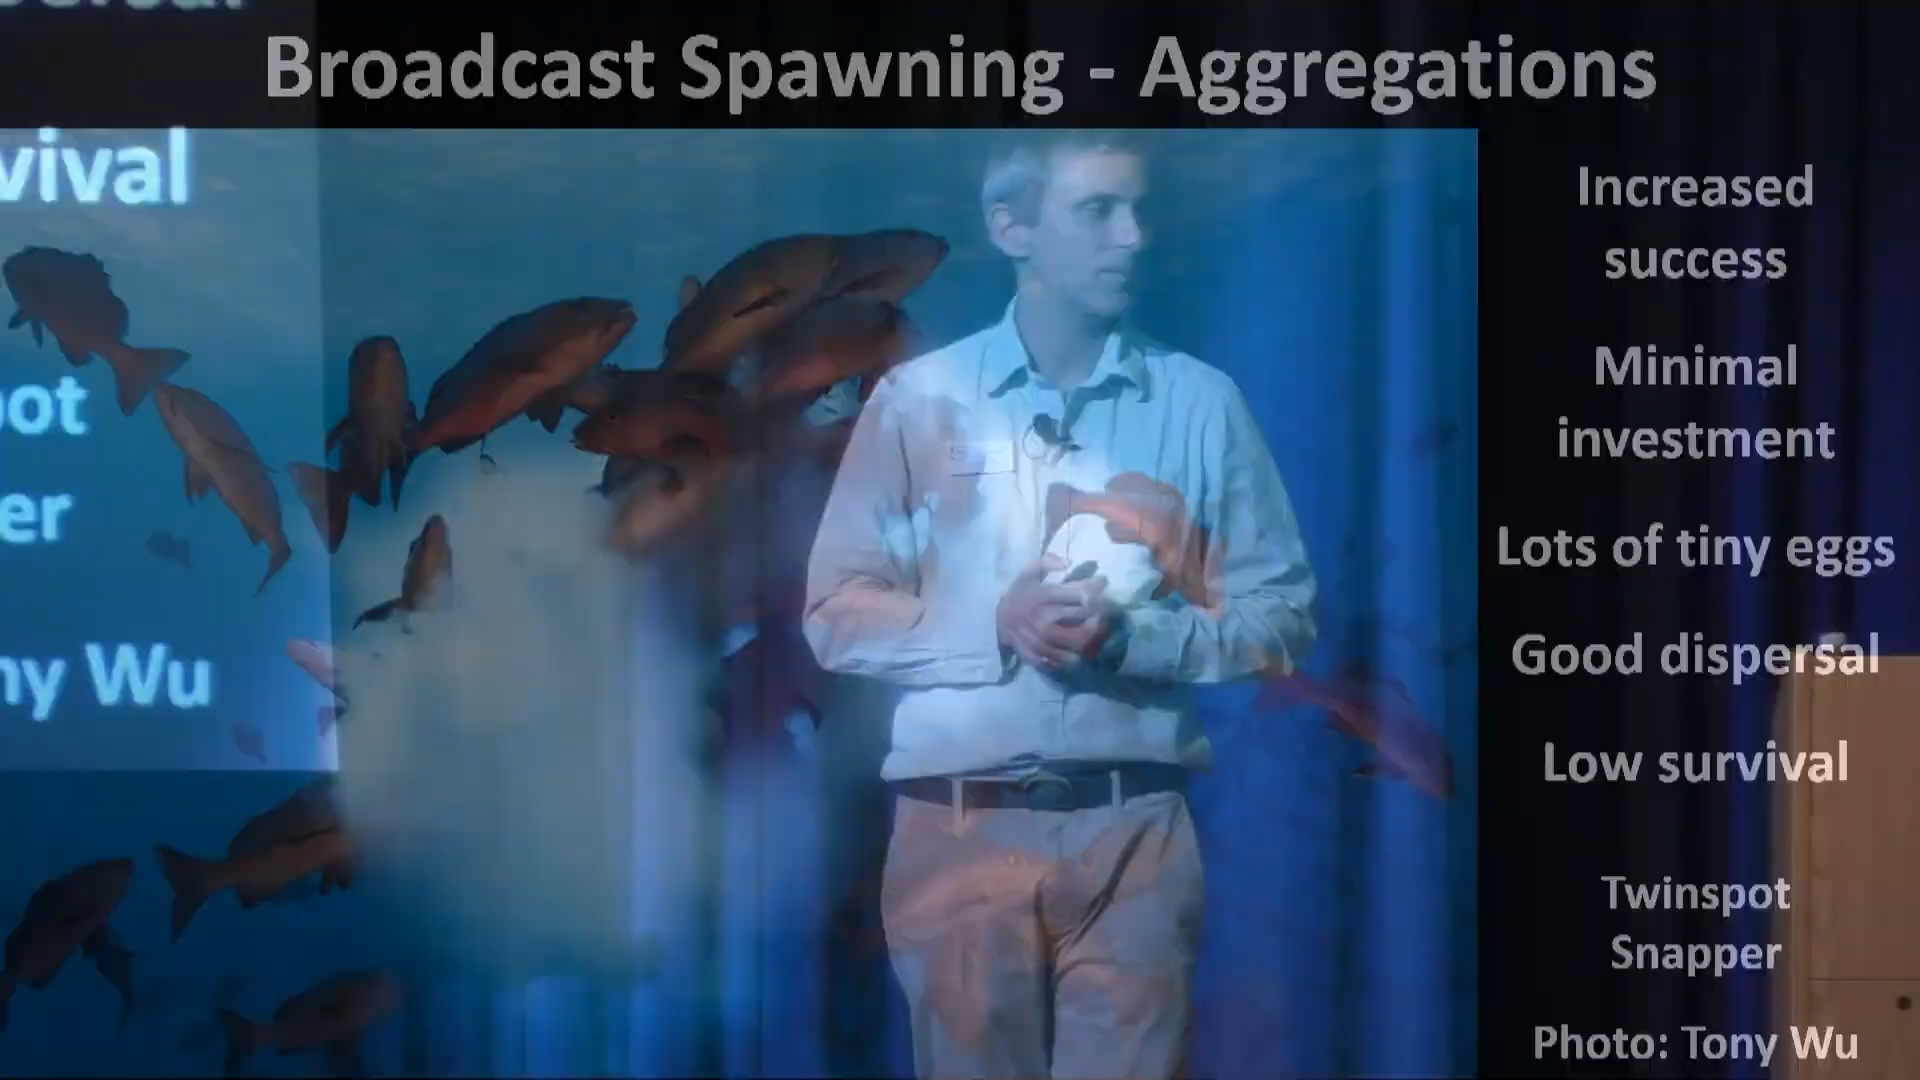 Broadcast Spawning - Aggregations
vival
ot
er
ny Wu
Increased
success
Minimal
investment
Lots of tiny eggs
Good dispersal
Low survival
Twinspot
Snapper
Photo: Tony Wu